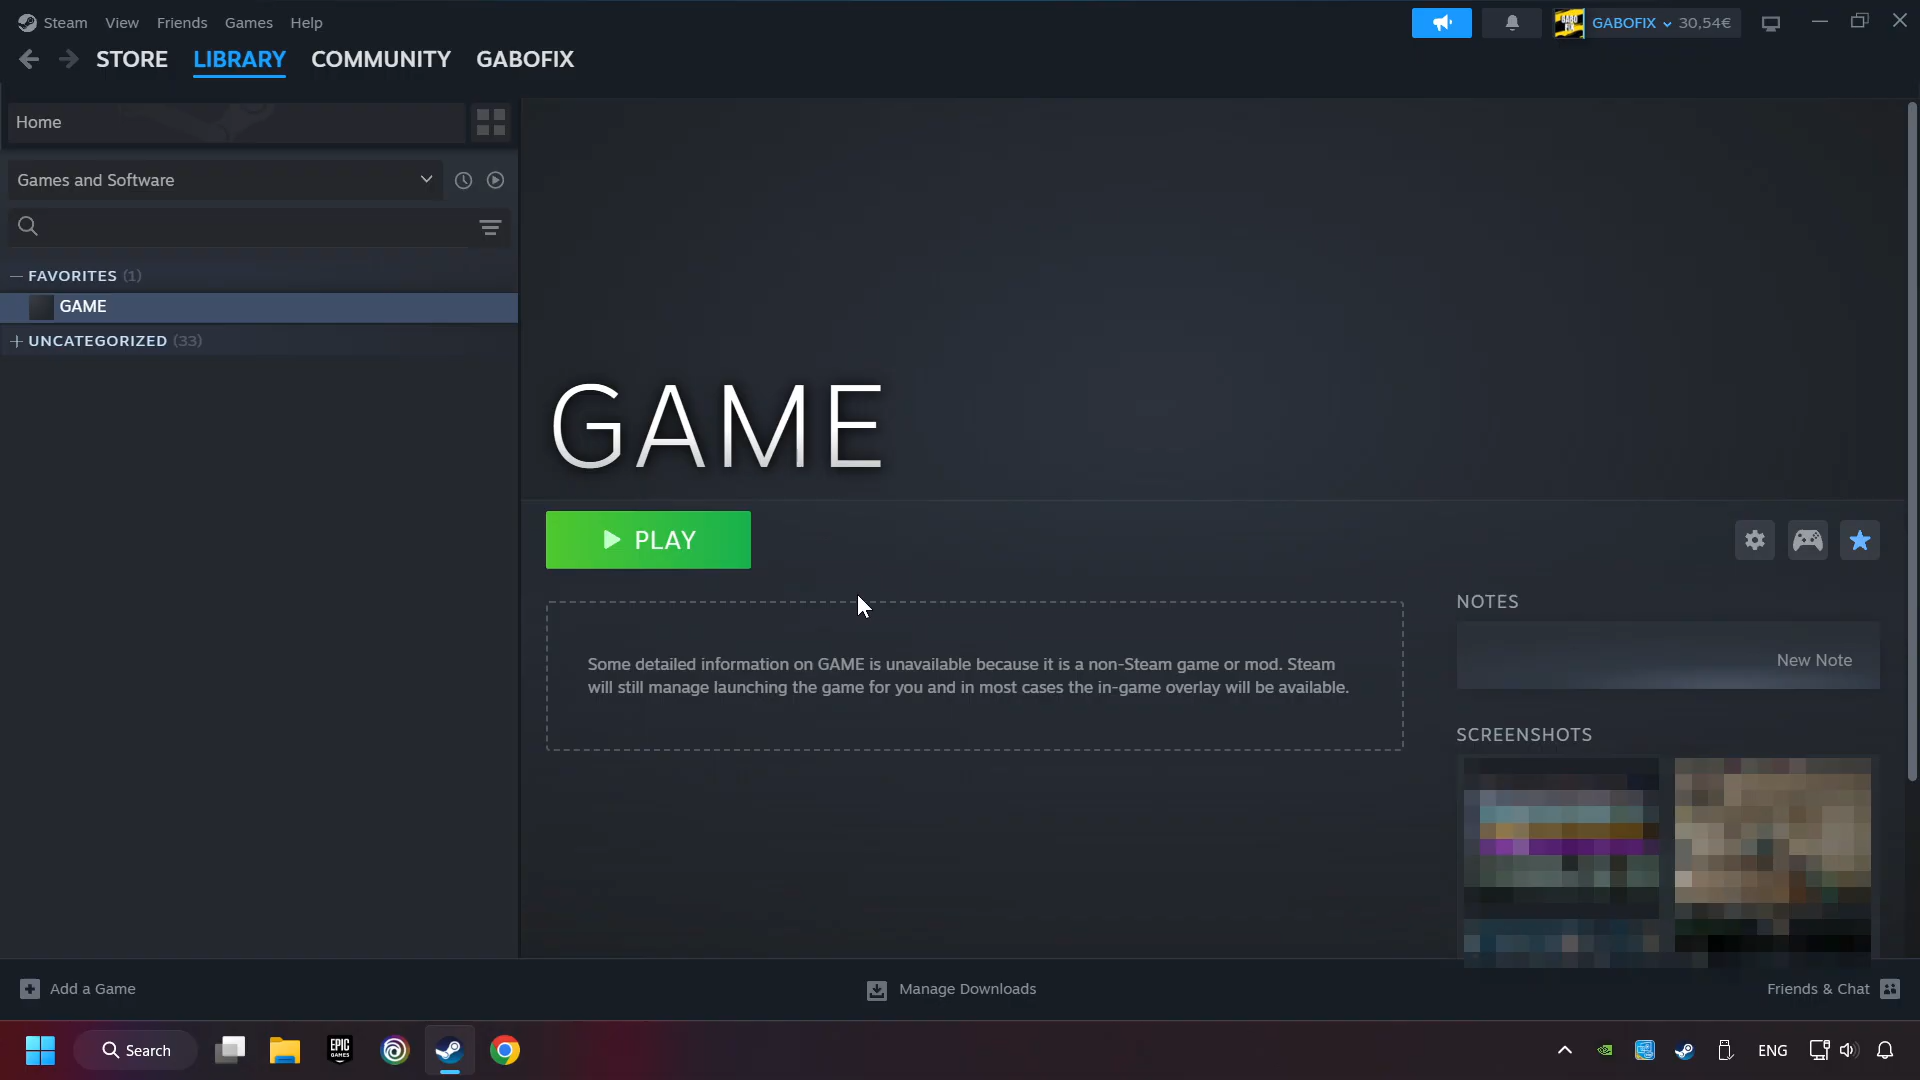 Steam View Friends Games Help
GABOFIX 30,54€
STORE LIBRARY COMMUNITY GABOFIX
Home
Games and Software
FAVORITES (1)
GAME
UNCATEGORIZED (33)
GAME
PLAY
Some detailed information on GAME is unavailable because it is a non-Steam game or mod. Steam
will still manage launching the game for you and in most cases the in-game overlay will be available.
NOTES
New Note
SCREENSHOTS
Add a Game
Manage Downloads
Friends & Chat
Search
EPIC
GAMES
ENG